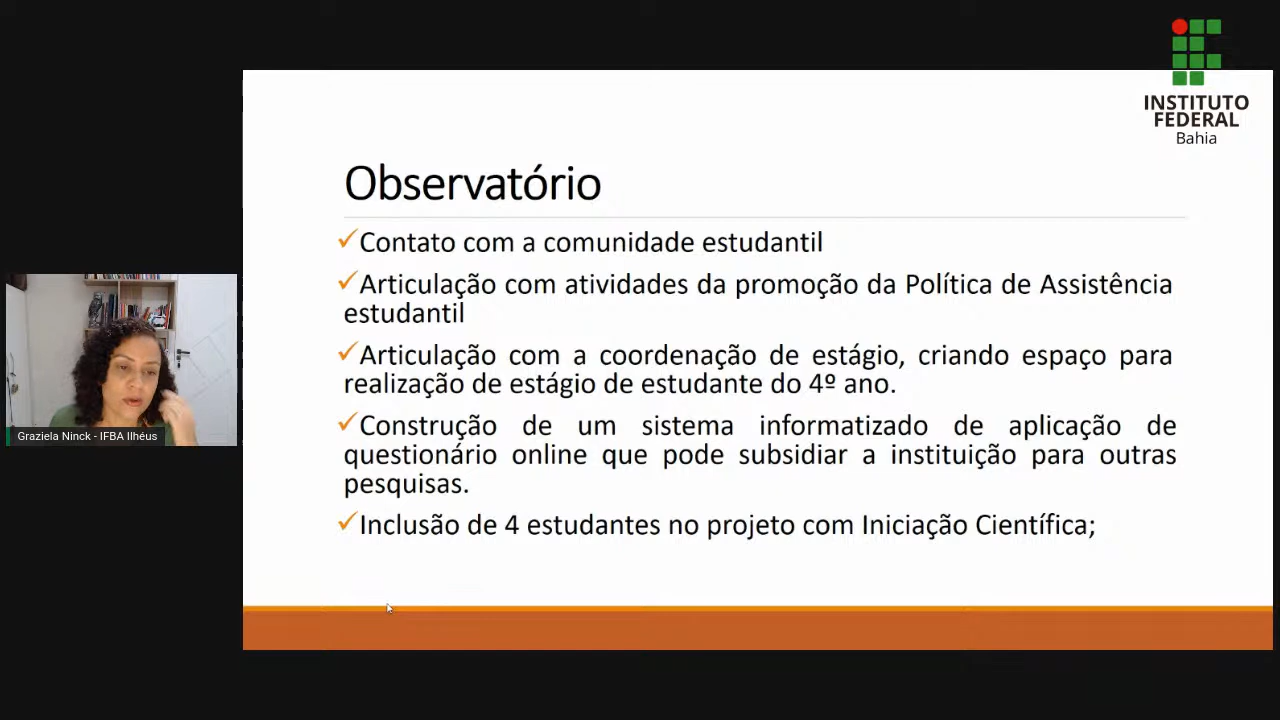 INSTITUTO
FEDERAL
Bahia
Observatório
Contato com a comunidade estudantil
Articulação com atividades da promoção da Política de Assistência
estudantil
Articulação com a coordenação de estágio, criando espaço para
realização de estágio de estudante do 4º ano.
Construção de um sistema informatizado de aplicação de
questionário online que pode subsidiar a instituição para outras
pesquisas.
Inclusão de 4 estudantes no projeto com Iniciação Científica;
Graziela Ninck - IFBA Ilhéus